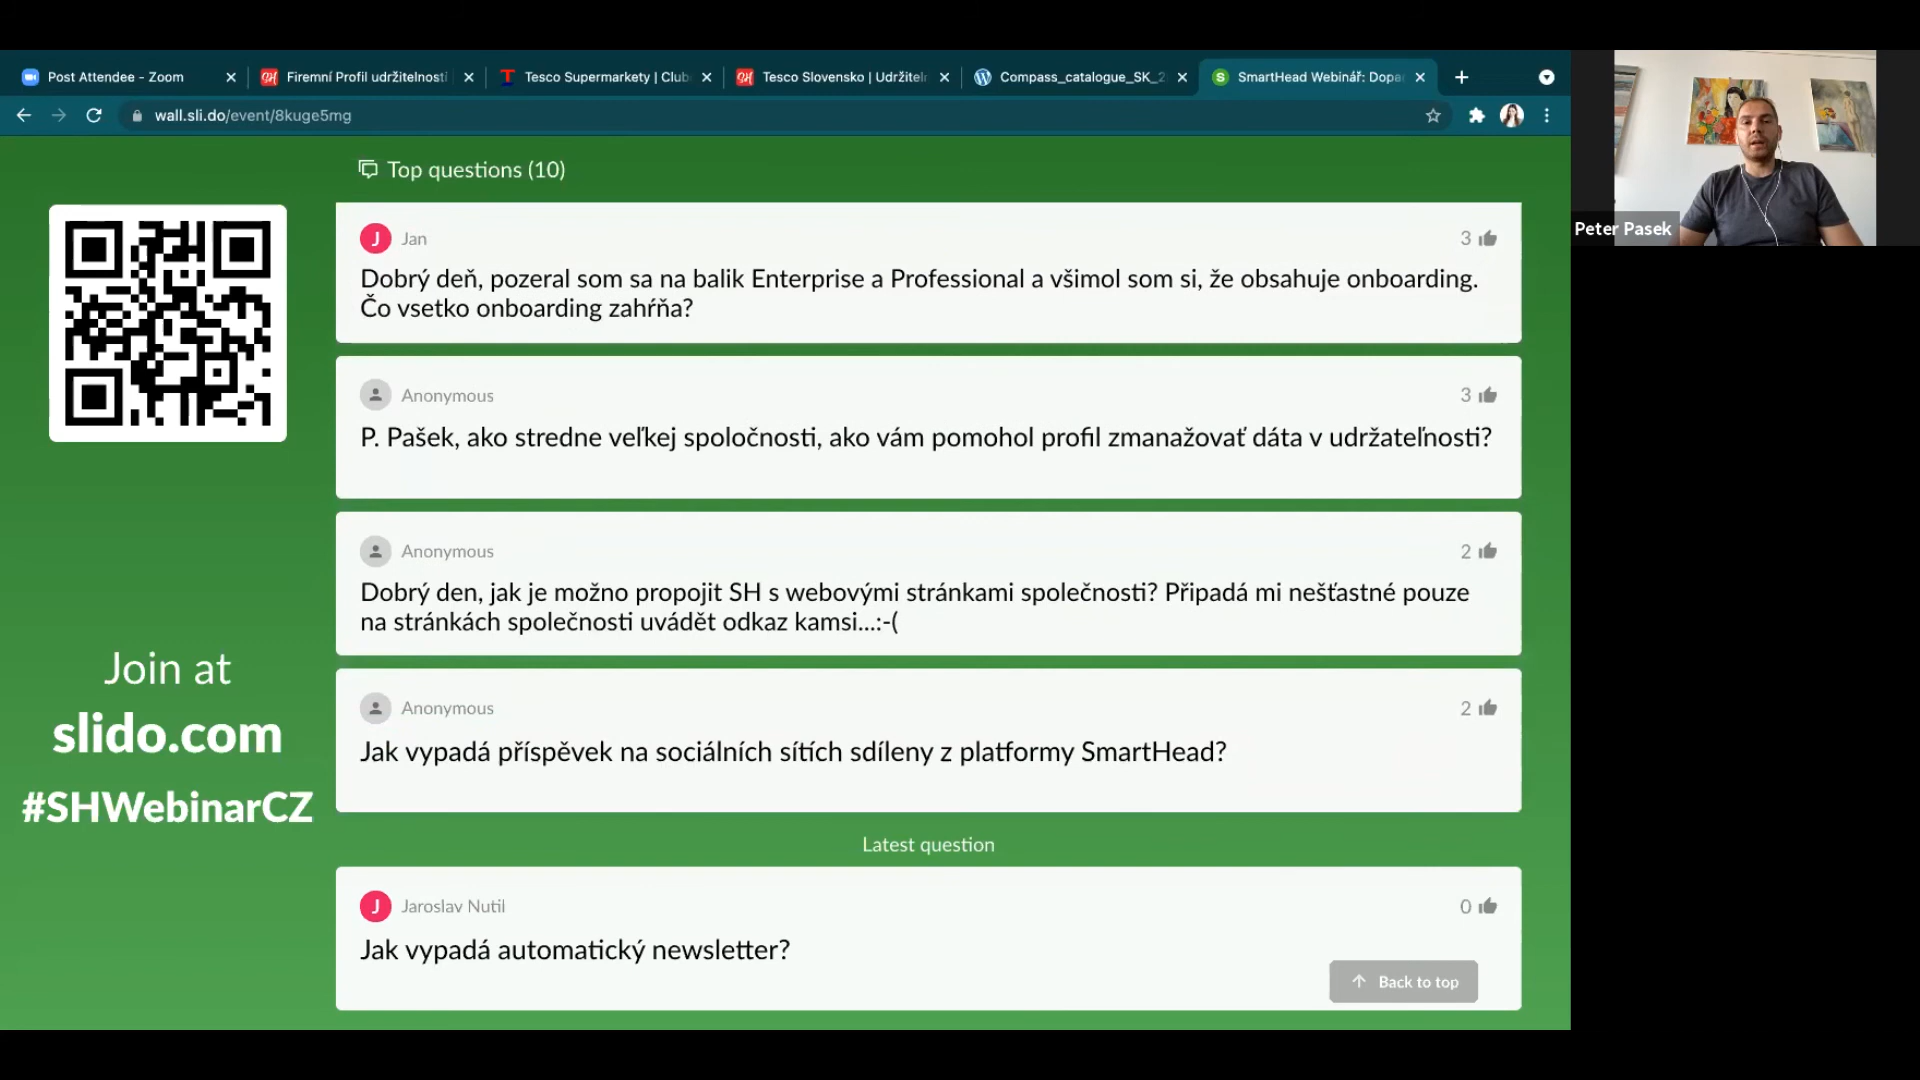 Post Attendee - Zoom
Firemní Profil udržitelnosti
Tesco Supermarkety | Club
Tesco Slovensko | Udržiteln
Compass_catalogue_SK_2
SmartHead Webinář: Dopa
wall.sli.do/event/8kuge5mg
Top questions (10)
J Jan 3
Dobrý deň, pozeral som sa na balik Enterprise a Professional a všimol som si, že obsahuje onboarding.
Čo vsetko onboarding zahŕňa?
Anonymous 3
P. Pašek, ako stredne veľkej spoločnosti, ako vám pomohol profil zmanažovať dáta v udržateľnosti?
Anonymous 2
Dobrý den, jak je možno propojit SH s webovými stránkami společnosti? Připadá mi nešťastné pouze
na stránkách společnosti uvádět odkaz kamsi...:-(
Anonymous 2
Jak vypadá příspěvek na sociálních sítích sdíleny z platformy SmartHead?
Latest question
J Jaroslav Nutil 0
Jak vypadá automatický newsletter?
Back to top
Join at
slido.com
#SHWebinarCZ
Peter Pasek